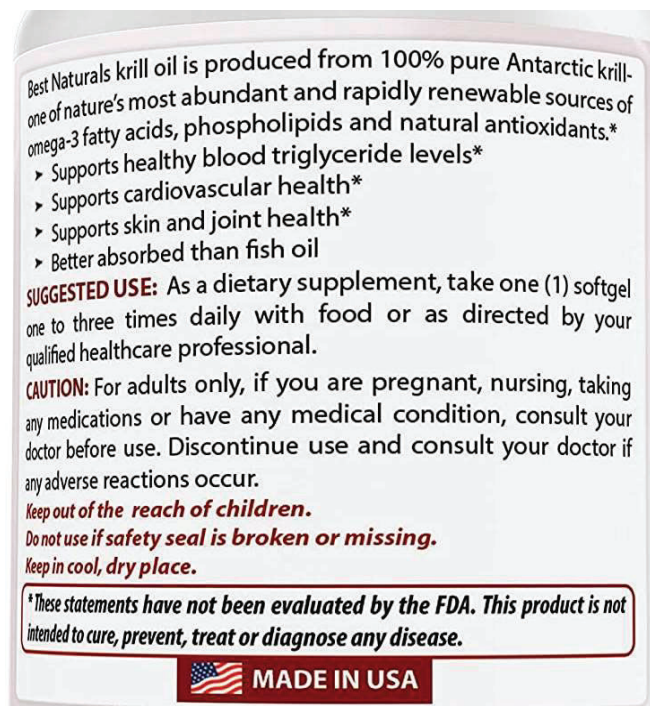 Best Naturals krill oil is produced from 100% pure Antarctic krill-
one of nature's most abundant and rapidly renewable sources of
omega-3 fatty acids, phospholipids and natural antioxidants.*
➤ Supports healthy blood triglyceride levels*
➤ Supports cardiovascular health*
➤ Supports skin and joint health*
➤ Better absorbed than fish oil
SUGGESTED USE: As a dietary supplement, take one (1) softgel
one to three times daily with food or as directed by your
qualified healthcare professional.
CAUTION: For adults only, if you are pregnant, nursing, taking
any medications or have any medical condition, consult your
doctor before use. Discontinue use and consult your doctor if
any adverse reactions occur.
Keep out of the reach of children.
Do not use if safety seal is broken or missing.
Keep in cool, dry place.
*These statements have not been evaluated by the FDA. This product is not
intended to cure, prevent, treat or diagnose any disease.
MADE IN USA